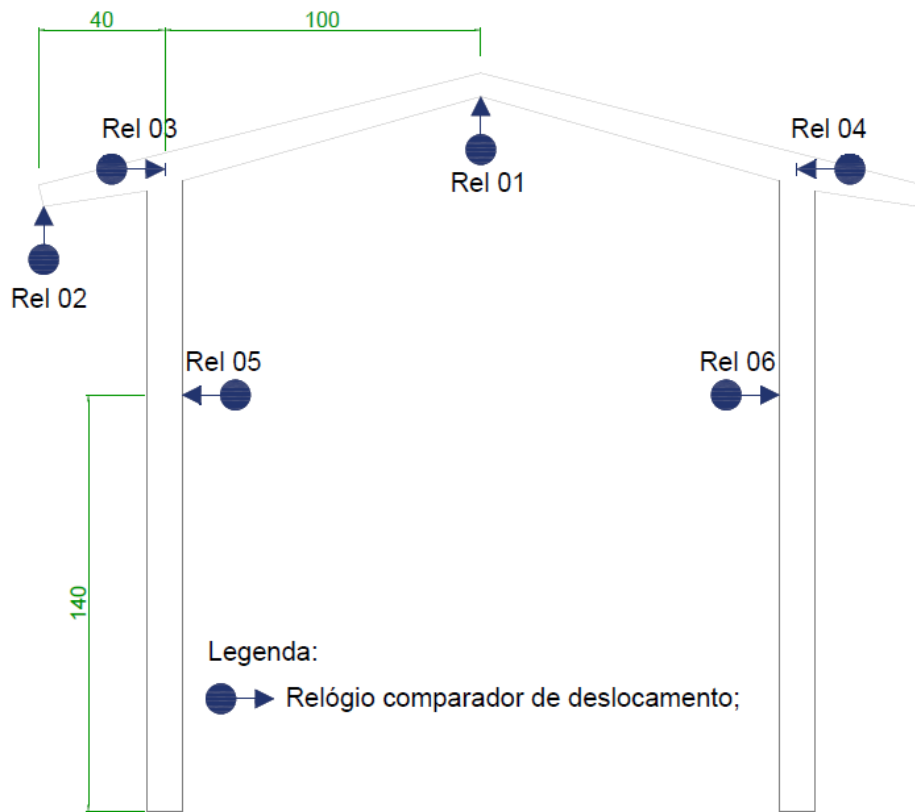 40
100
Rel 03
Rel 04
Rel 01
Rel 02
Rel 05
Rel 06
140
Legenda:
Relógio comparador de deslocamento;